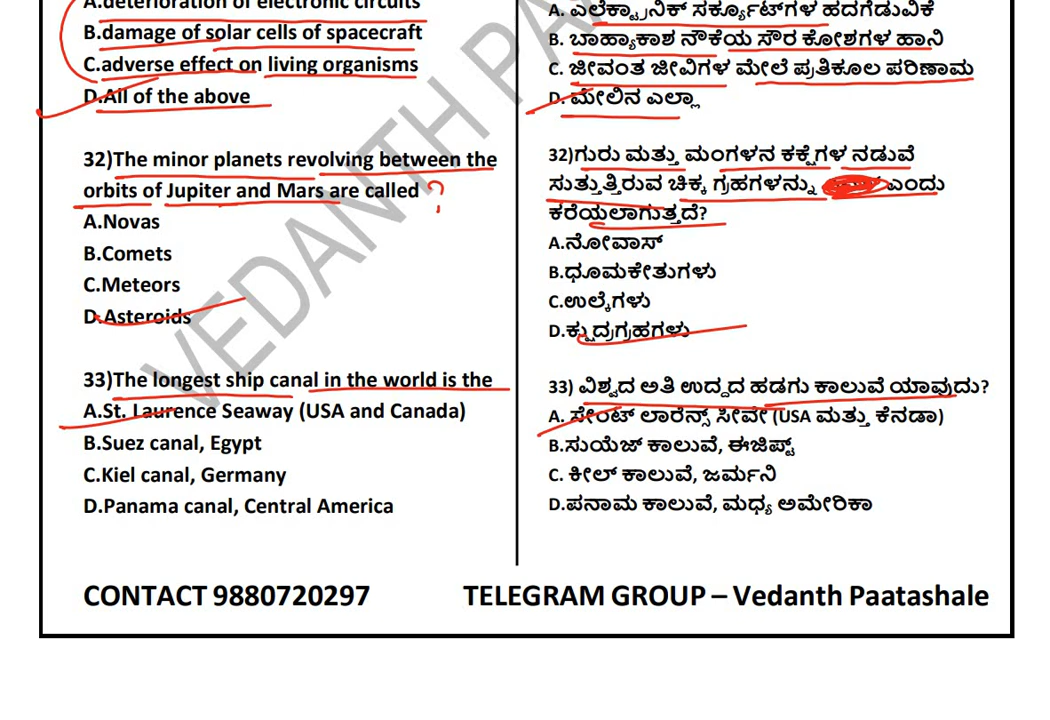 A.deterioration of electronic circuits
B.damage of solar cells of spacecraft
C.adverse effect on living organisms
D.All of the above
32)The minor planets revolving between the
orbits of Jupiter and Mars are called ?
A.Novas
B.Comets
C.Meteors
D.Asteroids
33)The longest ship canal in the world is the
A.St. Laurence Seaway (USA and Canada)
B.Suez canal, Egypt
C.Kiel canal, Germany
D.Panama canal, Central America
A. ಎಲೆಕ್ಟ್ರಾನಿಕ್ ಸರ್ಕ್ಯೂಟ್‌ಗಳ ಹದಗೆಡುವಿಕೆ
B. ಬಾಹ್ಯಾಕಾಶ ನೌಕೆಯ ಸೌರ ಕೋಶಗಳ ಹಾನಿ
C. ಜೀವಂತ ಜೀವಿಗಳ ಮೇಲೆ ಪ್ರತಿಕೂಲ ಪರಿಣಾಮ
D. ಮೇಲಿನ ಎಲ್ಲಾ
32)ಗುರು ಮತ್ತು ಮಂಗಳನ ಕಕ್ಷೆಗಳ ನಡುವೆ
ಸುತ್ತುತ್ತಿರುವ ಚಿಕ್ಕ ಗ್ರಹಗಳನ್ನು ಎಂದು
ಕರೆಯಲಾಗುತ್ತದೆ?
A.ನೋವಾಸ್
B.ಧೂಮಕೇತುಗಳು
C.ಉಲ್ಕೆಗಳು
D.ಕ್ಷುದ್ರಗ್ರಹಗಳು
33) ವಿಶ್ವದ ಅತಿ ಉದ್ದದ ಹಡಗು ಕಾಲುವೆ ಯಾವುದು?
A. ಸೇಂಟ್ ಲಾರೆನ್ಸ್ ಸೀವೇ (USA ಮತ್ತು ಕೆನಡಾ)
B.ಸುಯೆಜ್ ಕಾಲುವೆ, ಈಜಿಪ್ಟ್
C. ಕೀಲ್ ಕಾಲುವೆ, ಜರ್ಮನಿ
D.ಪನಾಮ ಕಾಲುವೆ, ಮಧ್ಯ ಅಮೇರಿಕಾ
VEDANTH PA
CONTACT 9880720297 TELEGRAM GROUP – Vedanth Paatashale